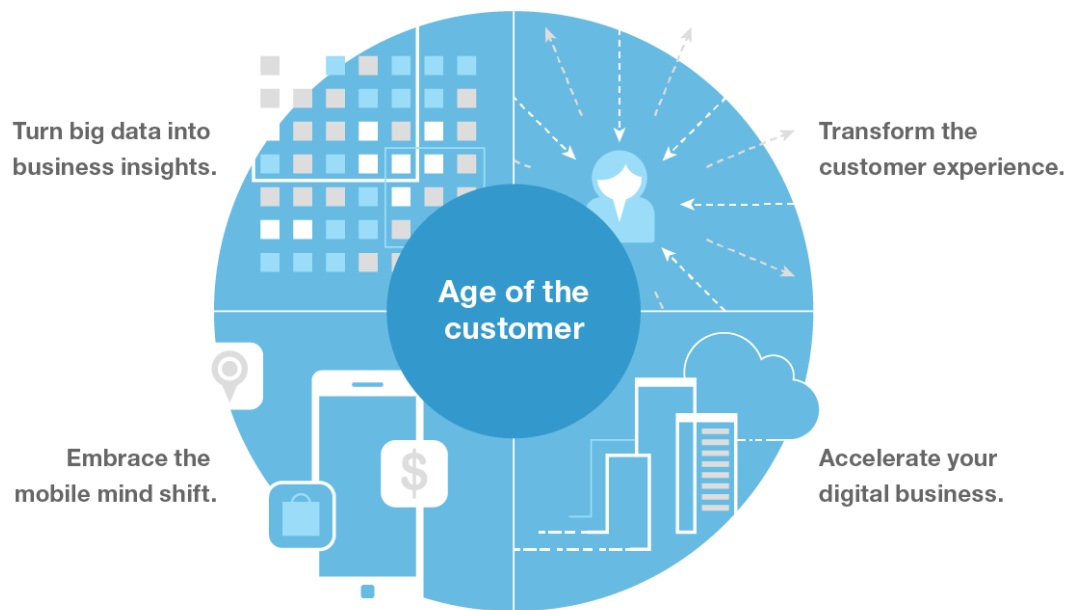 Turn big data into
business insights.
Transform the
customer experience.
Age of the
customer
Embrace the
mobile mind shift.
$
Accelerate your
digital business.